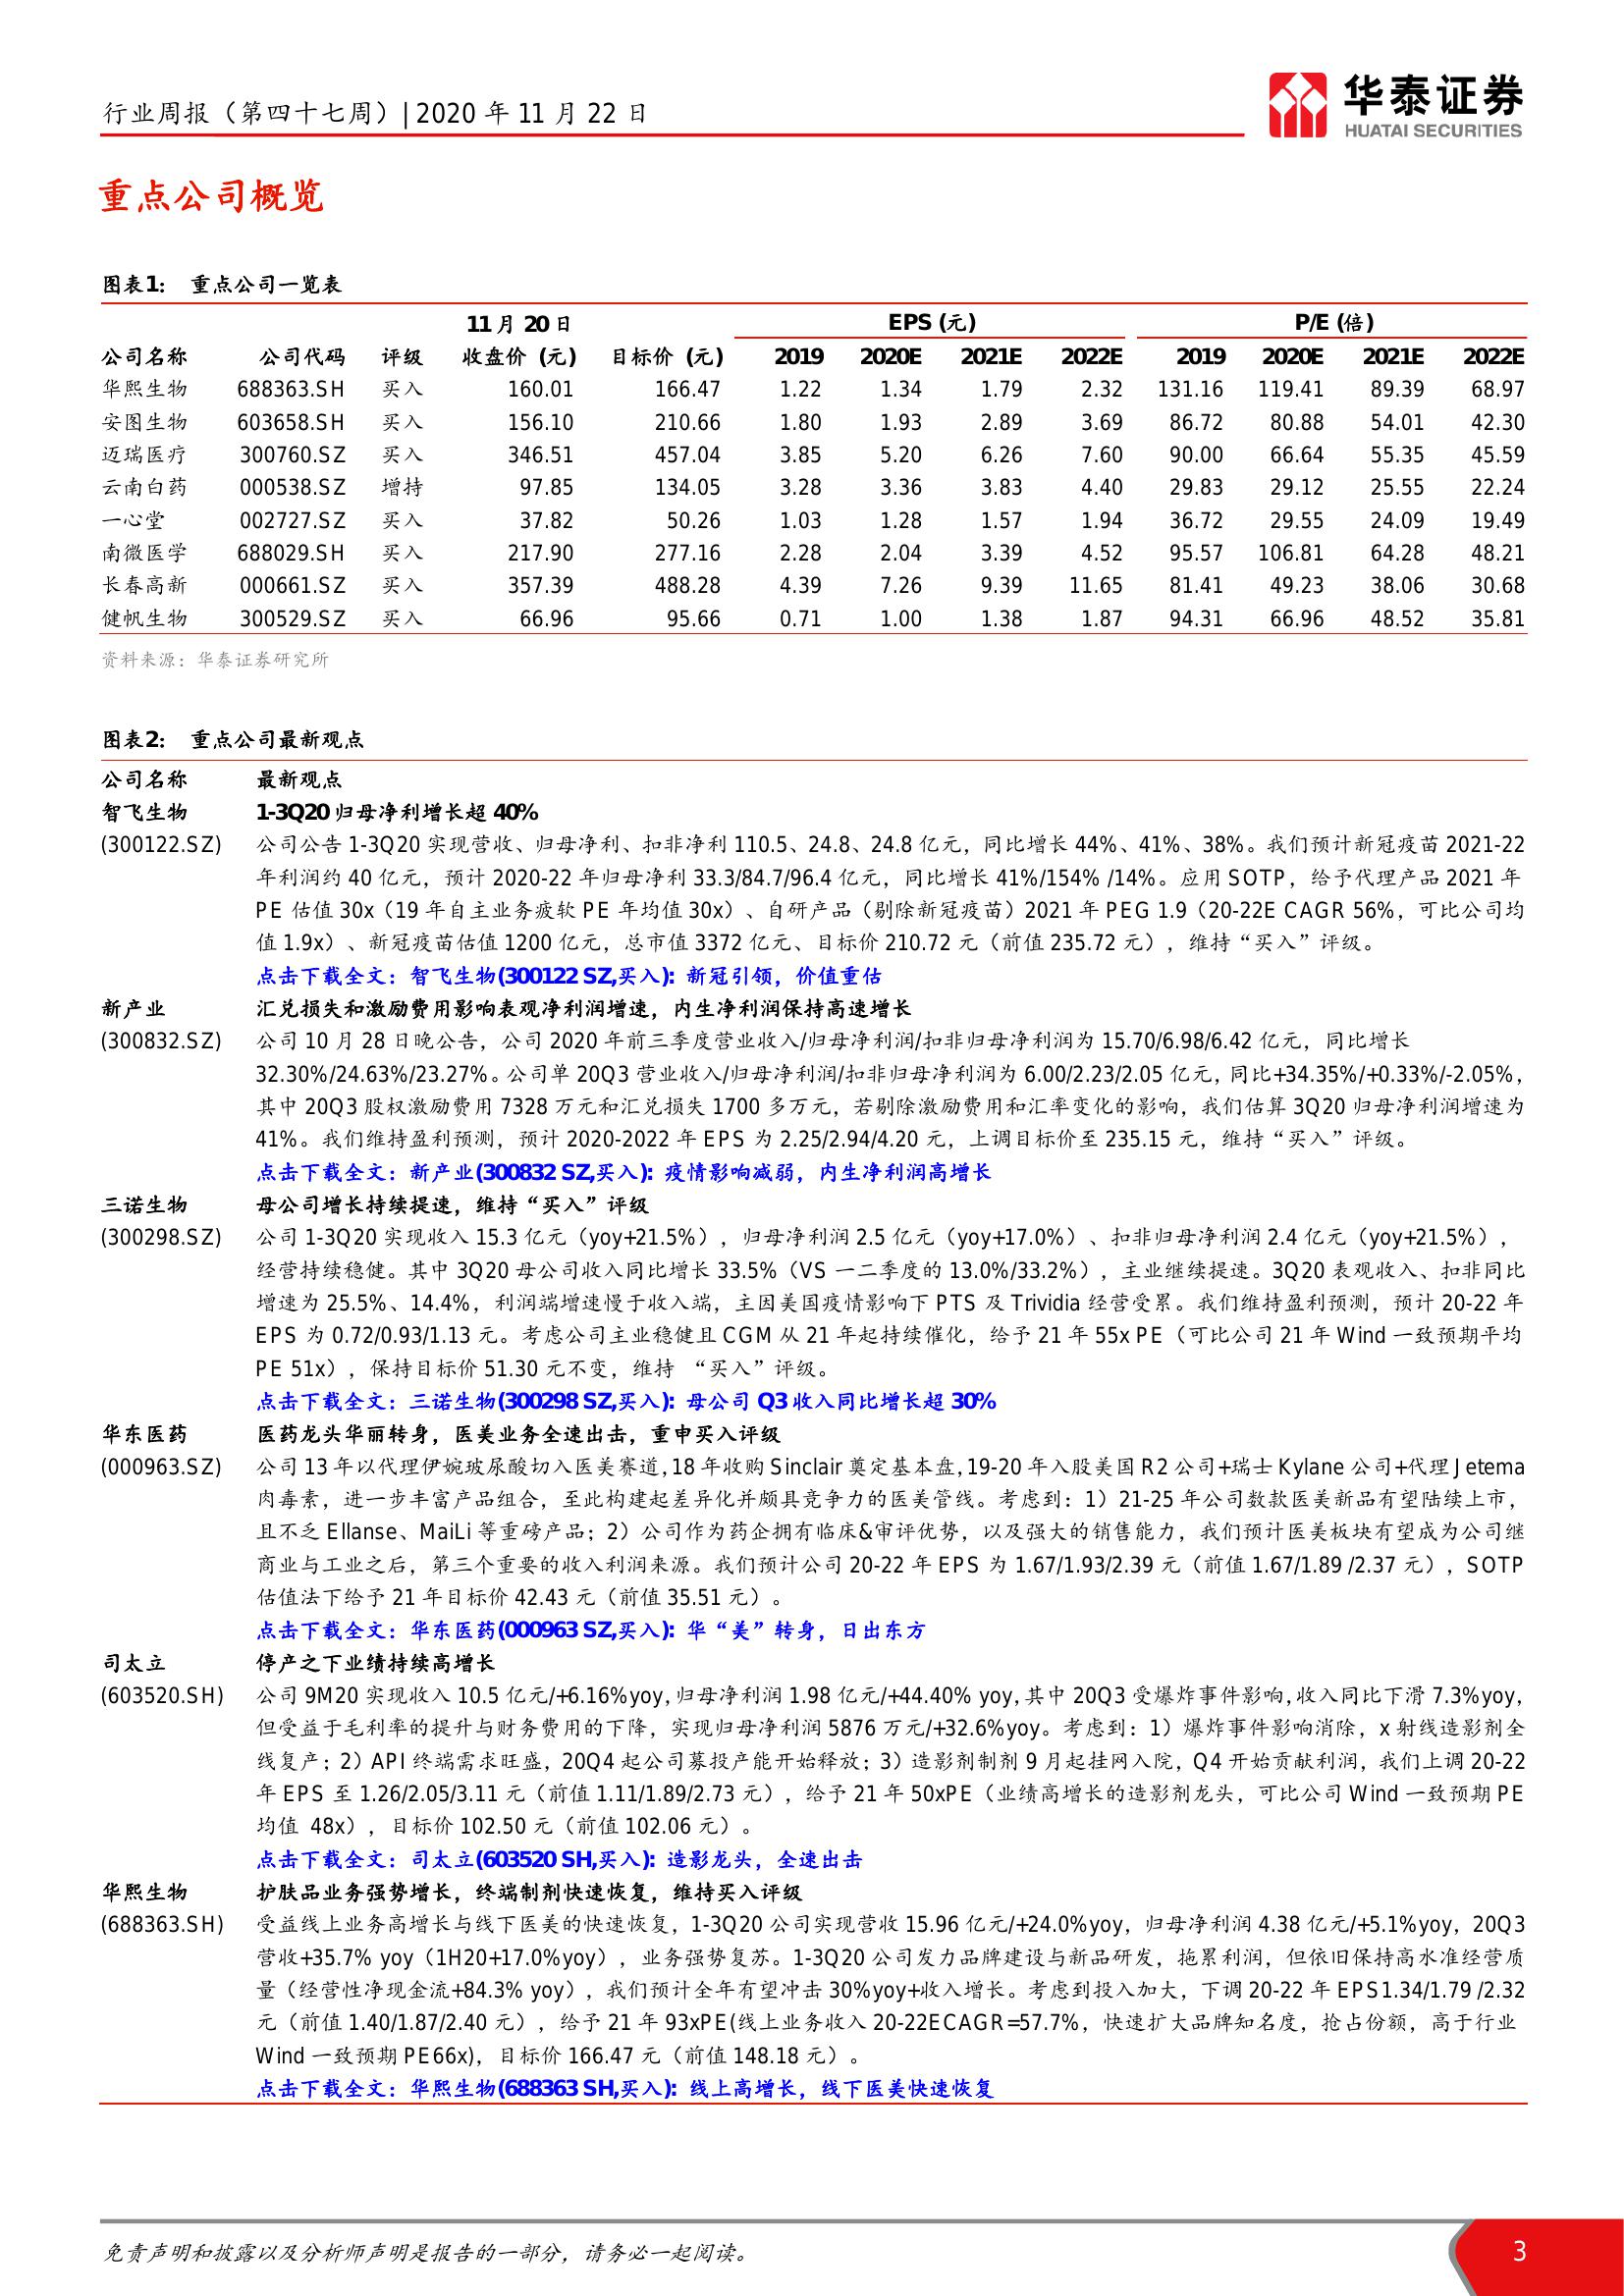 行业周报（第四十七周）| 2020 年 11 月 22 日
华泰证券
HUATAI SECURITIES
重点公司概览
图表1： 重点公司一览表
11 月 20 日 EPS (元) P/E (倍)
公司名称 公司代码 评级 收盘价 (元) 目标价 (元) 2019 2020E 2021E 2022E 2019 2020E 2021E 2022E
华熙生物 688363.SH 买入 160.01 166.47 1.22 1.34 1.79 2.32 131.16 119.41 89.39 68.97
安图生物 603658.SH 买入 156.10 210.66 1.80 1.93 2.89 3.69 86.72 80.88 54.01 42.30
迈瑞医疗 300760.SZ 买入 346.51 457.04 3.85 5.20 6.26 7.60 90.00 66.64 55.35 45.59
云南白药 000538.SZ 增持 97.85 134.05 3.28 3.36 3.83 4.40 29.83 29.12 25.55 22.24
一心堂 002727.SZ 买入 37.82 50.26 1.03 1.28 1.57 1.94 36.72 29.55 24.09 19.49
南微医学 688029.SH 买入 217.90 277.16 2.28 2.04 3.39 4.52 95.57 106.81 64.28 48.21
长春高新 000661.SZ 买入 357.39 488.28 4.39 7.26 9.39 11.65 81.41 49.23 38.06 30.68
健帆生物 300529.SZ 买入 66.96 95.66 0.71 1.00 1.38 1.87 94.31 66.96 48.52 35.81
资料来源：华泰证券研究所
图表2： 重点公司最新观点
公司名称 最新观点
智飞生物 1-3Q20 归母净利增长超 40%
(300122.SZ) 公司公告 1-3Q20 实现营收、归母净利、扣非净利 110.5、24.8、24.8 亿元，同比增长 44%、41%、38%。我们预计新冠疫苗 2021-22
年利润约 40 亿元，预计 2020-22 年归母净利 33.3/84.7/96.4 亿元，同比增长 41%/154% /14%。应用 SOTP，给予代理产品 2021 年
PE 估值 30x（19 年自主业务疲软 PE 年均值 30x）、自研产品（剔除新冠疫苗）2021 年 PEG 1.9（20-22E CAGR 56%，可比公司均
值 1.9x）、新冠疫苗估值 1200 亿元，总市值 3372 亿元、目标价 210.72 元（前值 235.72 元），维持“买入”评级。
点击下载全文：智飞生物(300122 SZ,买入): 新冠引领，价值重估
新产业 汇兑损失和激励费用影响表观净利润增速，内生净利润保持高速增长
(300832.SZ) 公司 10 月 28 日晚公告，公司 2020 年前三季度营业收入/归母净利润/扣非归母净利润为 15.70/6.98/6.42 亿元，同比增长
32.30%/24.63%/23.27%。公司单 20Q3 营业收入/归母净利润/扣非归母净利润为 6.00/2.23/2.05 亿元，同比+34.35%/+0.33%/-2.05%，
其中 20Q3 股权激励费用 7328 万元和汇兑损失 1700 多万元，若剔除激励费用和汇率变化的影响，我们估算 3Q20 归母净利润增速为
41%。我们维持盈利预测，预计 2020-2022 年 EPS 为 2.25/2.94/4.20 元，上调目标价至 235.15 元，维持“买入”评级。
点击下载全文：新产业(300832 SZ,买入): 疫情影响减弱，内生净利润高增长
三诺生物 母公司增长持续提速，维持“买入”评级
(300298.SZ) 公司 1-3Q20 实现收入 15.3 亿元（yoy+21.5%），归母净利润 2.5 亿元（yoy+17.0%）、扣非归母净利润 2.4 亿元（yoy+21.5%），
经营持续稳健。其中 3Q20 母公司收入同比增长 33.5%（VS 一二季度的 13.0%/33.2%），主业继续提速。3Q20 表观收入、扣非同比
增速为 25.5%、14.4%，利润端增速慢于收入端，主因美国疫情影响下 PTS 及 Trividia 经营受累。我们维持盈利预测，预计 20-22 年
EPS 为 0.72/0.93/1.13 元。考虑公司主业稳健且 CGM 从 21 年起持续催化，给予 21 年 55x PE（可比公司 21 年 Wind 一致预期平均
PE 51x），保持目标价 51.30 元不变，维持 “买入”评级。
点击下载全文：三诺生物(300298 SZ,买入): 母公司 Q3 收入同比增长超 30%
华东医药 医药龙头华丽转身，医美业务全速出击，重申买入评级
(000963.SZ) 公司 13 年以代理伊婉玻尿酸切入医美赛道，18 年收购 Sinclair 奠定基本盘，19-20 年入股美国 R2 公司+瑞士 Kylane 公司+代理 Jetema
肉毒素，进一步丰富产品组合，至此构建起差异化并颇具竞争力的医美管线。考虑到：1）21-25 年公司数款医美新品有望陆续上市，
且不乏 Ellanse、MaiLi 等重磅产品；2）公司作为药企拥有临床&审评优势，以及强大的销售能力，我们预计医美板块有望成为公司继
商业与工业之后，第三个重要的收入利润来源。我们预计公司 20-22 年 EPS 为 1.67/1.93/2.39 元（前值 1.67/1.89 /2.37 元），SOTP
估值法下给予 21 年目标价 42.43 元（前值 35.51 元）。
点击下载全文：华东医药(000963 SZ,买入): 华“美”转身，日出东方
司太立 停产之下业绩持续高增长
(603520.SH) 公司 9M20 实现收入 10.5 亿元/+6.16%yoy，归母净利润 1.98 亿元/+44.40% yoy，其中 20Q3 受爆炸事件影响，收入同比下滑 7.3%yoy，
但受益于毛利率的提升与财务费用的下降，实现归母净利润 5876 万元/+32.6%yoy。考虑到：1）爆炸事件影响消除，x 射线造影剂全
线复产；2）API 终端需求旺盛，20Q4 起公司募投产能开始释放；3）造影剂制剂 9 月起挂网入院，Q4 开始贡献利润，我们上调 20-22
年 EPS 至 1.26/2.05/3.11 元（前值 1.11/1.89/2.73 元），给予 21 年 50xPE（业绩高增长的造影剂龙头，可比公司 Wind 一致预期 PE
均值 48x），目标价 102.50 元（前值 102.06 元）。
点击下载全文：司太立(603520 SH,买入): 造影龙头，全速出击
华熙生物 护肤品业务强势增长，终端制剂快速恢复，维持买入评级
(688363.SH) 受益线上业务高增长与线下医美的快速恢复，1-3Q20 公司实现营收 15.96 亿元/+24.0%yoy，归母净利润 4.38 亿元/+5.1%yoy，20Q3
营收+35.7% yoy（1H20+17.0%yoy），业务强势复苏。1-3Q20 公司发力品牌建设与新品研发，拖累利润，但依旧保持高水准经营质
量（经营性净现金流+84.3% yoy），我们预计全年有望冲击 30%yoy+收入增长。考虑到投入加大，下调 20-22 年 EPS1.34/1.79 /2.32
元（前值 1.40/1.87/2.40 元），给予 21 年 93xPE(线上业务收入 20-22ECAGR=57.7%，快速扩大品牌知名度，抢占份额，高于行业
Wind 一致预期 PE66x)，目标价 166.47 元（前值 148.18 元）。
点击下载全文：华熙生物(688363 SH,买入): 线上高增长，线下医美快速恢复
免责声明和披露以及分析师声明是报告的一部分，请务必一起阅读。 3